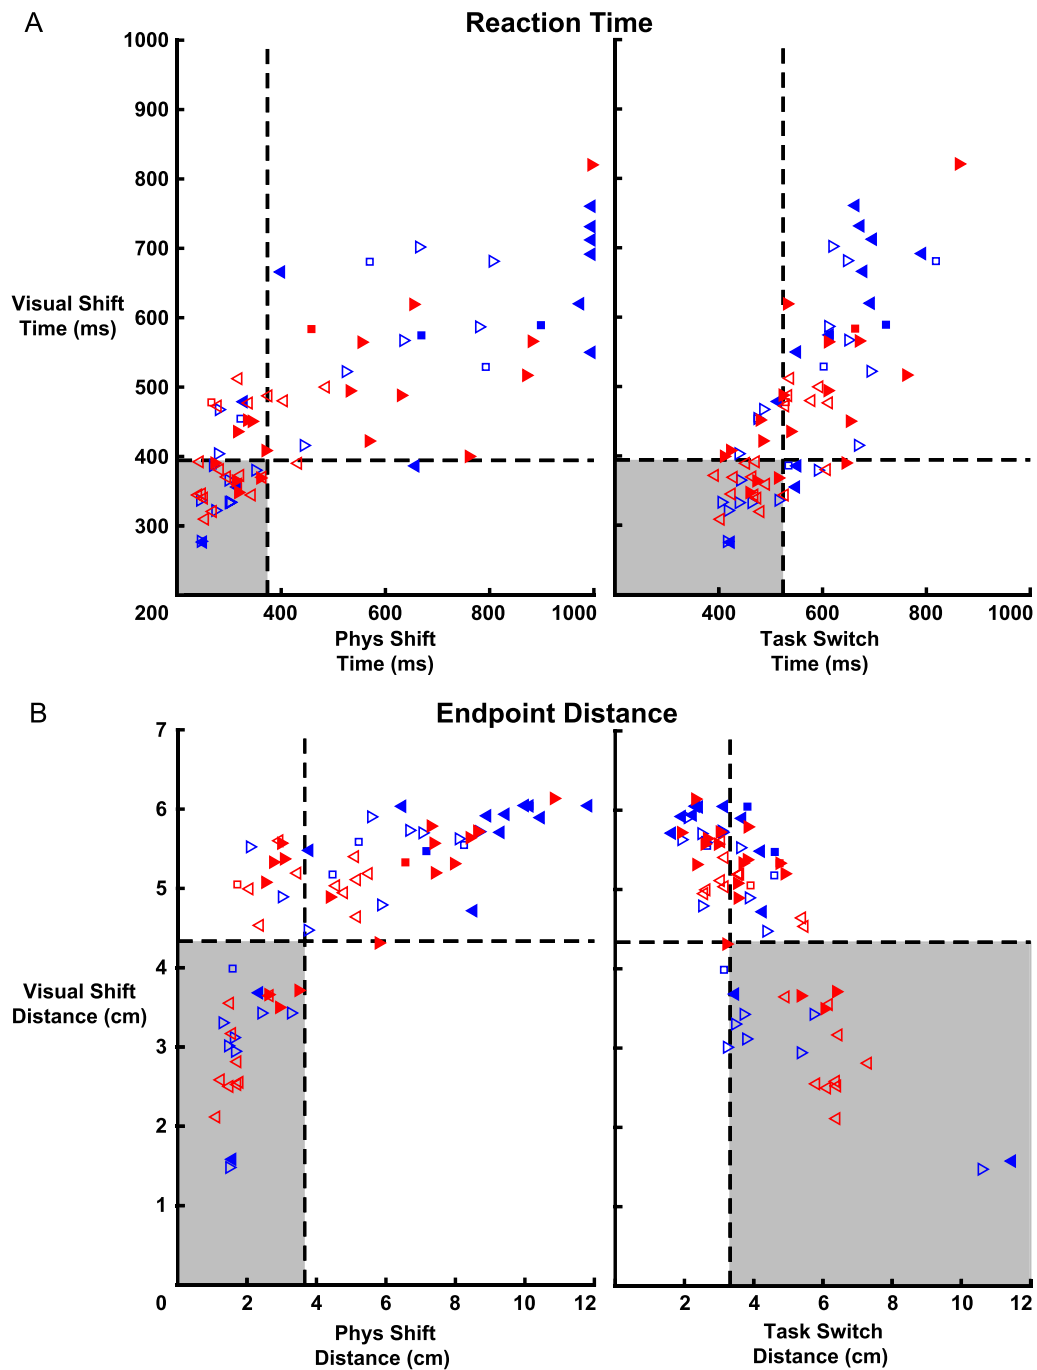 A
Reaction Time
1000
900
800
700
Visual Shift
Time (ms)
600
500
400
300
200 400 600 800 1000
400 600 800 1000
Phys Shift
Time (ms)
Task Switch
Time (ms)
B
Endpoint Distance
7
6
5
4
Visual Shift
Distance (cm)
3
2
1
0 2 4 6 8 10 12
2 4 6 8 10 12
Phys Shift
Distance (cm)
Task Switch
Distance (cm)